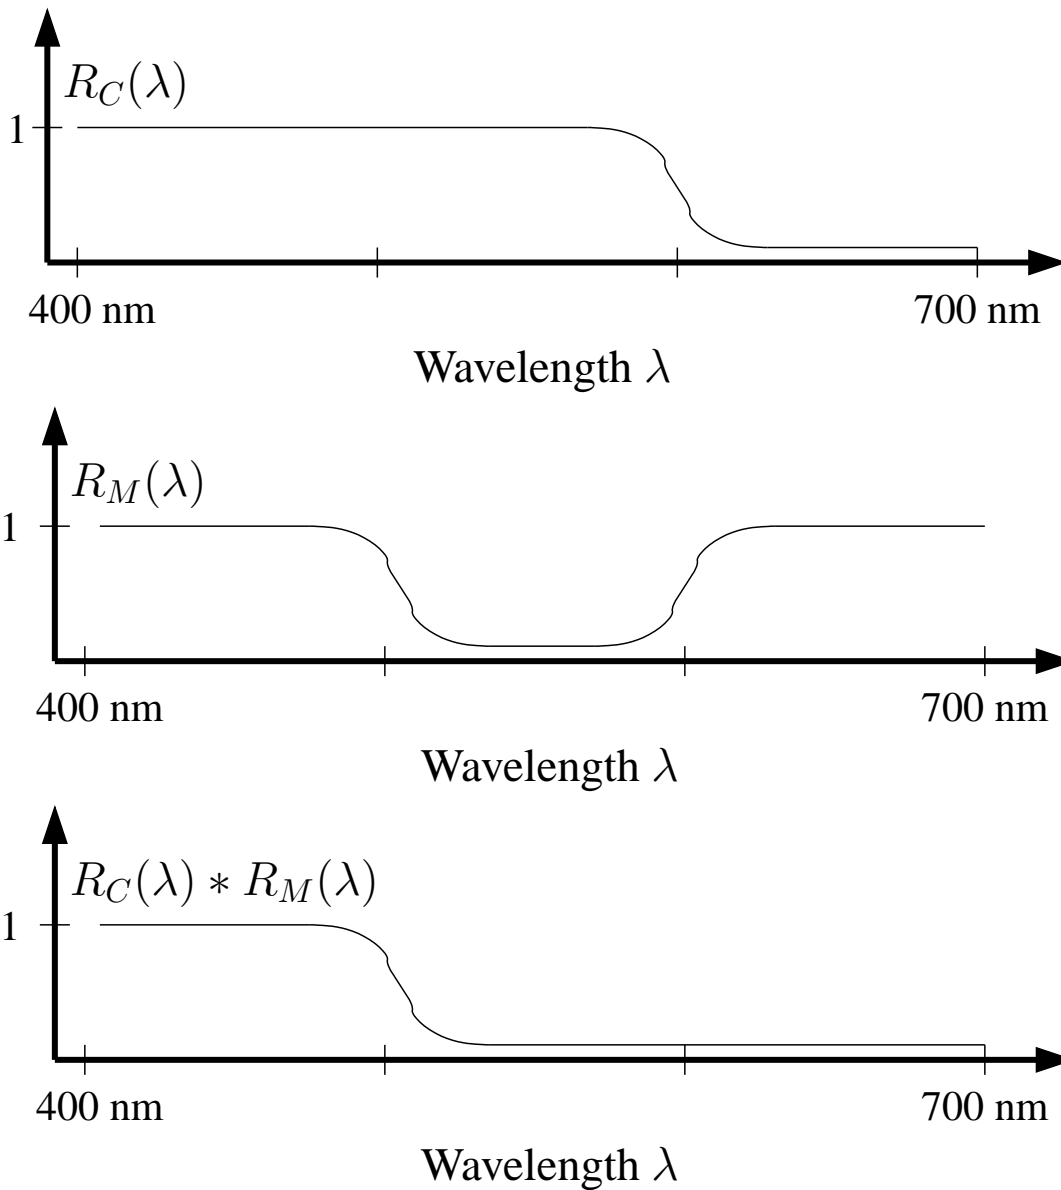 R_C(λ)
1
400 nm 700 nm
Wavelength λ
R_M(λ)
1
400 nm 700 nm
Wavelength λ
R_C(λ) * R_M(λ)
1
400 nm 700 nm
Wavelength λ